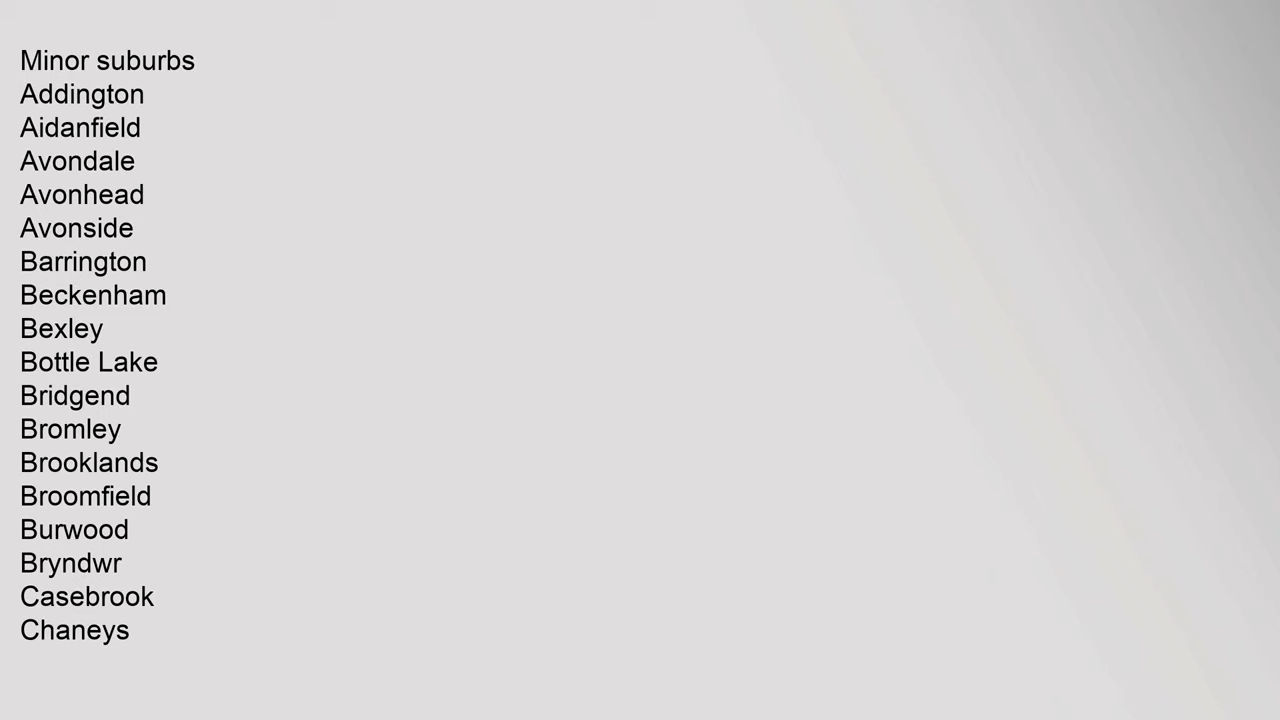 Minor suburbs
Addington
Aidanfield
Avondale
Avonhead
Avonside
Barrington
Beckenham
Bexley
Bottle Lake
Bridgend
Bromley
Brooklands
Broomfield
Burwood
Bryndwr
Casebrook
Chaneys